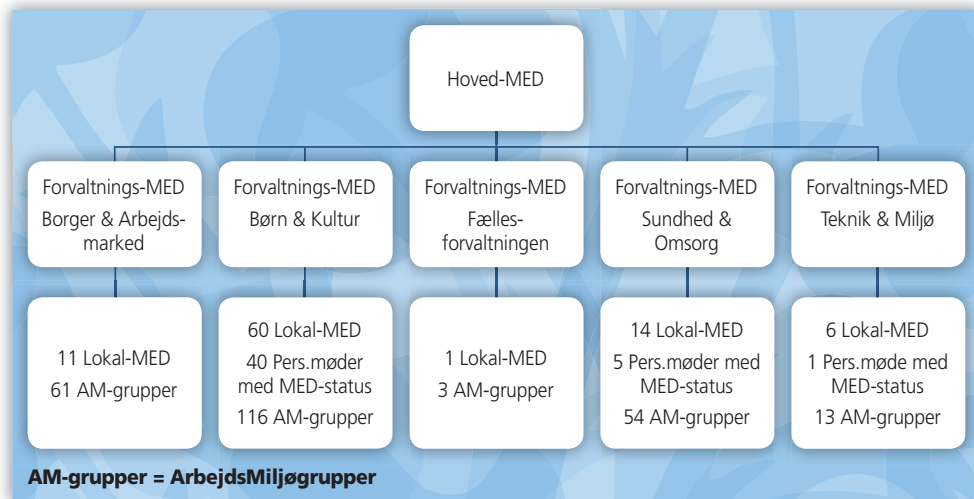 Hoved-MED
Forvaltnings-MED
Borger & Arbejds-
marked
Forvaltnings-MED
Børn & Kultur
Forvaltnings-MED
Fælles-
forvaltningen
Forvaltnings-MED
Sundhed &
Omsorg
Forvaltnings-MED
Teknik & Miljø
11 Lokal-MED
61 AM-grupper
60 Lokal-MED
40 Pers.møder
med MED-status
116 AM-grupper
1 Lokal-MED
3 AM-grupper
14 Lokal-MED
5 Pers.møder med
MED-status
54 AM-grupper
6 Lokal-MED
1 Pers.møde med
MED-status
13 AM-grupper
AM-grupper = ArbejdsMiljøgrupper